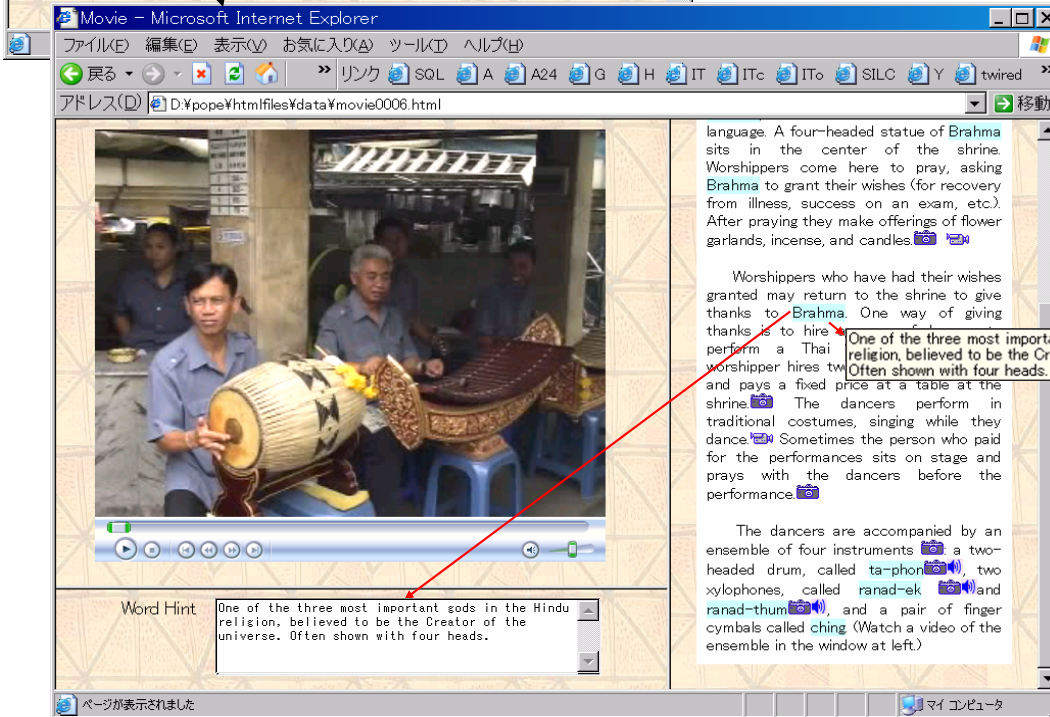 Movie - Microsoft Internet Explorer
ファイル(F) 編集(E) 表示(V) お気に入り(A) ツール(T) ヘルプ(H)
戻る » リンク SQL A A24 G H IT ITc ITo SILC Y twired »
アドレス(D) D:¥pope¥htmlfiles¥data¥movie0006.html 移動
language. A four-headed statue of Brahma
sits in the center of the shrine.
Worshippers come here to pray, asking
Brahma to grant their wishes (for recovery
from illness, success on an exam, etc.).
After praying they make offerings of flower
garlands, incense, and candles.
Worshippers who have had their wishes
granted may return to the shrine to give
thanks to Brahma. One way of giving
thanks is to hire
perform a Thai
worshipper hires tw
and pays a fixed price at a table at the
shrine. The dancers perform in
traditional costumes, singing while they
dance. Sometimes the person who paid
for the performances sits on stage and
prays with the dancers before the
performance.
One of the three most importa
religion, believed to be the Cr
Often shown with four heads.
The dancers are accompanied by an
ensemble of four instruments : a two-
headed drum, called ta-phon , two
xylophones, called ranad-ek and
ranad-thum , and a pair of finger
cymbals called ching. (Watch a video of the
ensemble in the window at left.)
Word Hint
One of the three most important gods in the Hindu
religion, believed to be the Creator of the
universe. Often shown with four heads.
ページが表示されました マイ コンピュータ